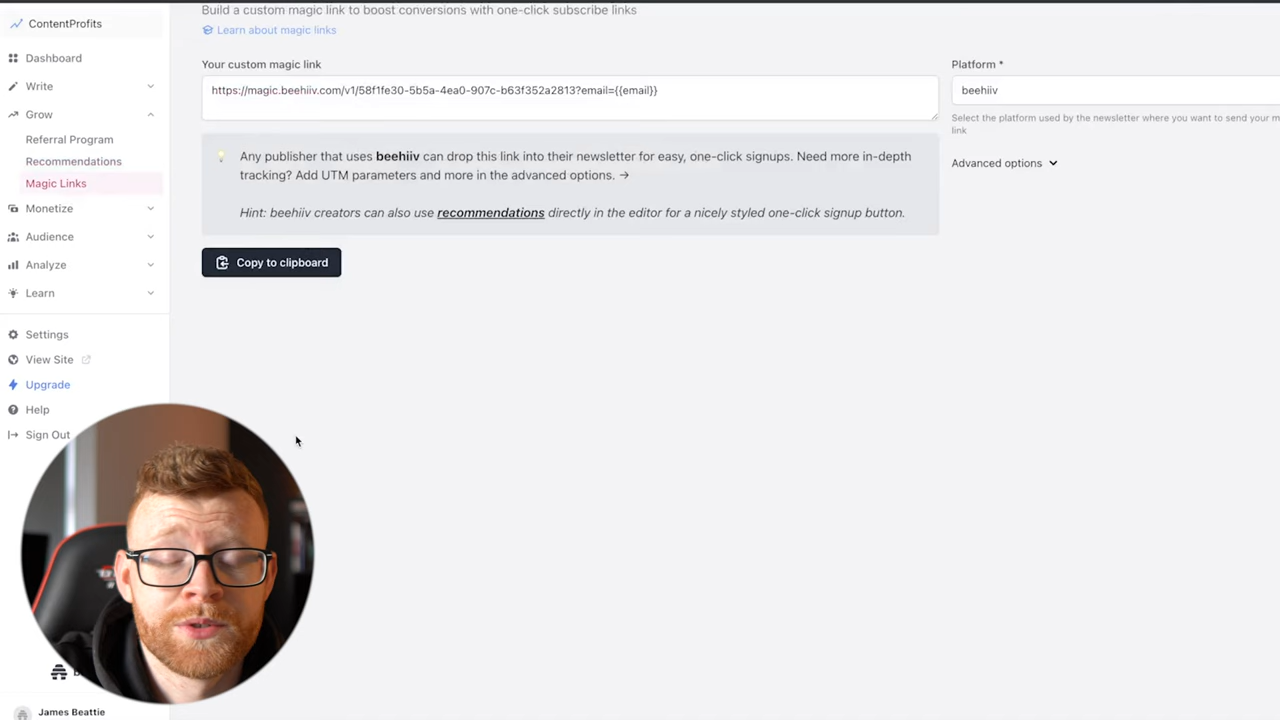 ContentProfits
Dashboard
Write
Grow
Referral Program
Recommendations
Magic Links
Monetize
Audience
Analyze
Learn
Settings
View Site
Upgrade
Help
Sign Out
James Beattie
Build a custom magic link to boost conversions with one-click subscribe links
Learn about magic links
Your custom magic link
https://magic.beehiiv.com/v1/58f1fe30-5b5a-4ea0-907c-b63f352a2813?email={{email}}
Any publisher that uses beehiiv can drop this link into their newsletter for easy, one-click signups. Need more in-depth
tracking? Add UTM parameters and more in the advanced options. →
Hint: beehiiv creators can also use recommendations directly in the editor for a nicely styled one-click signup button.
Copy to clipboard
Platform *
beehiiv
Select the platform used by the newsletter where you want to send your m
link
Advanced options